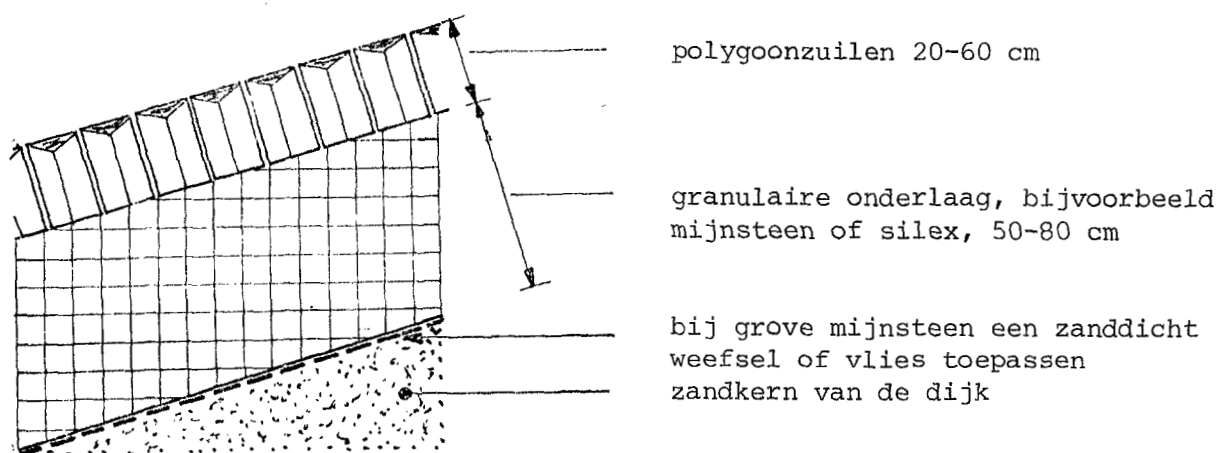 polygoonzuilen 20-60 cm
granulaire onderlaag, bijvoorbeeld
mijnsteen of silex, 50-80 cm
bij grove mijnsteen een zanddicht
weefsel of vlies toepassen
zandkern van de dijk